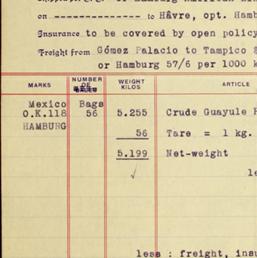 of Hamburg American
on -------------- to Hâvre, opt. Hamb
Insurance to be covered by open policy
Freight from Gómez Palacio to Tampico $
or Hamburg 57/6 per 1000 k
MARKS NUMBER DE WEIGHT KILOS ARTICLE
Mexico Bags
O.K.118 56 5.255 Crude Guayule R
HAMBURG 56 Tare = 1 kg.
5.199 Net-weight
le
less : freight, insu